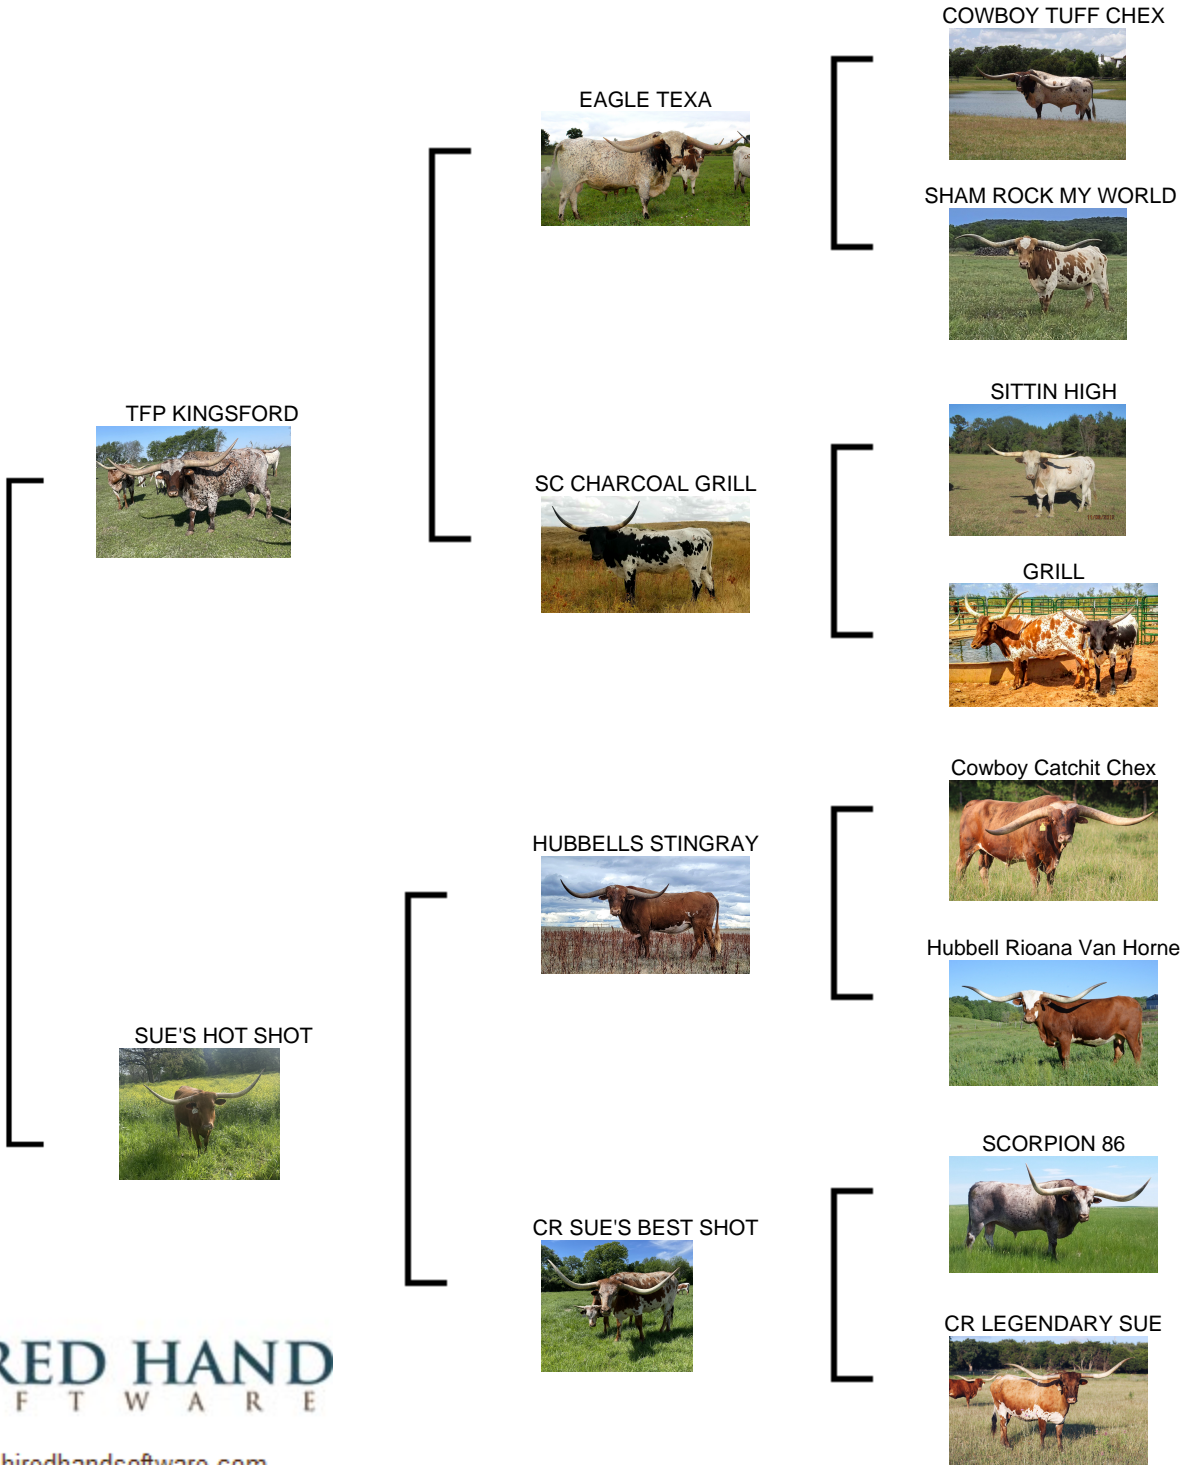 COWBOY TUFF CHEX
EAGLE TEXA
SHAM ROCK MY WORLD
SITTIN HIGH
TFP KINGSFORD
SC CHARCOAL GRILL
GRILL
Cowboy Catchit Chex
HUBBELLS STINGRAY
Hubbell Rioana Van Horne
SUE'S HOT SHOT
SCORPION 86
CR SUE'S BEST SHOT
CR LEGENDARY SUE
RED HAND
F T W A R E
hiredhandsoftware.com